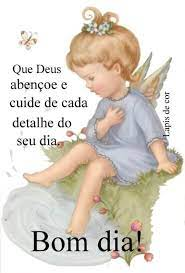 Que Deus
abençoe e
cuide de cada
detalhe do
seu dia.
Lapis de cor
Bom dia!